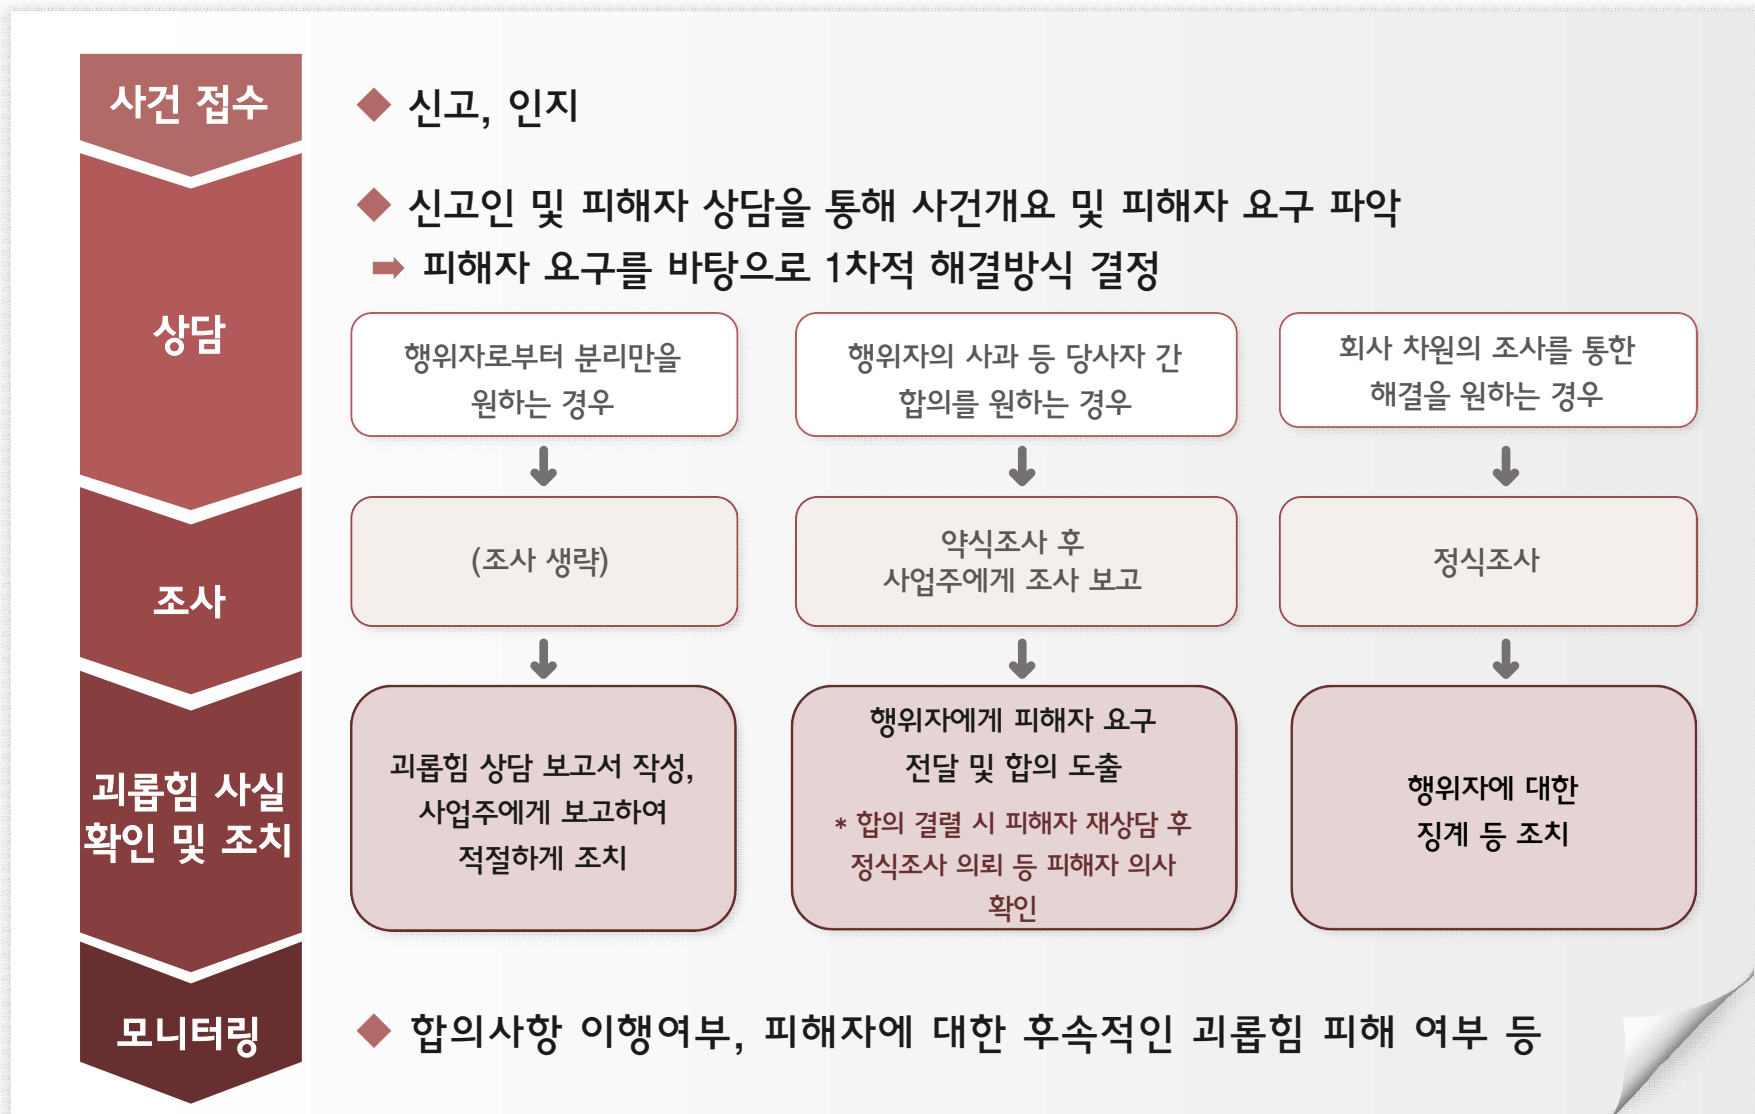 사건 접수
◆ 신고, 인지
상담
◆ 신고인 및 피해자 상담을 통해 사건개요 및 피해자 요구 파악
➡ 피해자 요구를 바탕으로 1차적 해결방식 결정
행위자로부터 분리만을
원하는 경우
행위자의 사과 등 당사자 간
합의를 원하는 경우
회사 차원의 조사를 통한
해결을 원하는 경우
조사
(조사 생략)
약식조사 후
사업주에게 조사 보고
정식조사
괴롭힘 사실
확인 및 조치
괴롭힘 상담 보고서 작성,
사업주에게 보고하여
적절하게 조치
행위자에게 피해자 요구
전달 및 합의 도출
* 합의 결렬 시 피해자 재상담 후
정식조사 의뢰 등 피해자 의사
확인
행위자에 대한
징계 등 조치
모니터링
◆ 합의사항 이행여부, 피해자에 대한 후속적인 괴롭힘 피해 여부 등